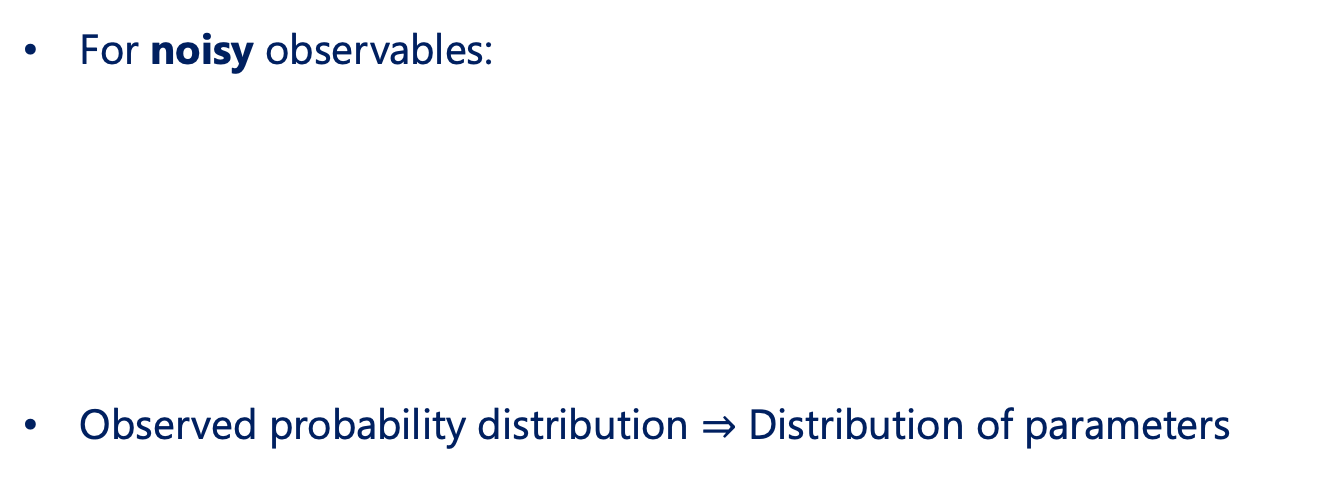 • For noisy observables:
• Observed probability distribution ⇒ Distribution of parameters